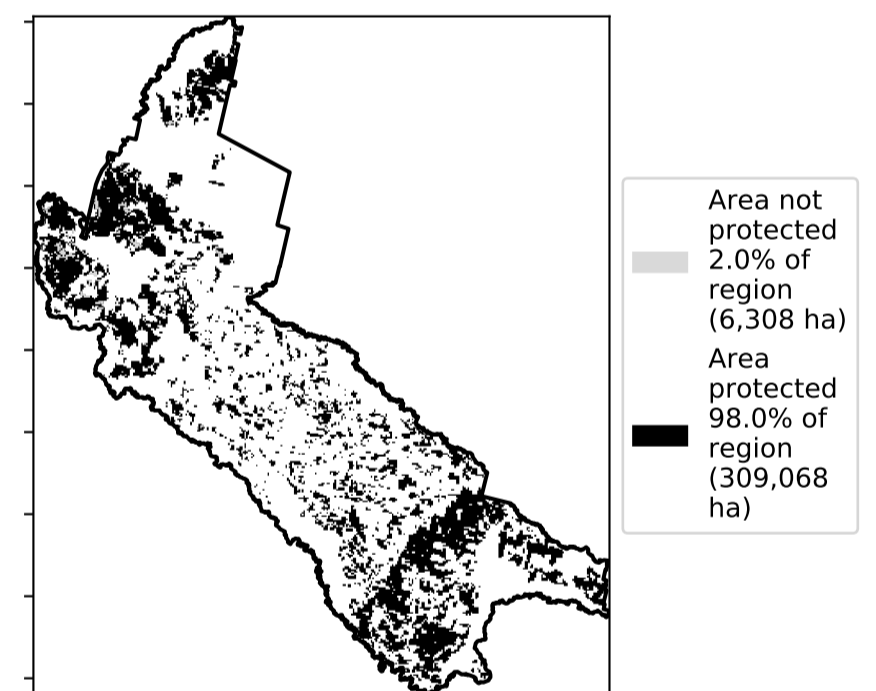 Area not
protected
2.0% of
region
(6,308 ha)
Area
protected
98.0% of
region
(309,068
ha)